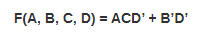 F(A, B, C, D) = ACD’ + B’D’